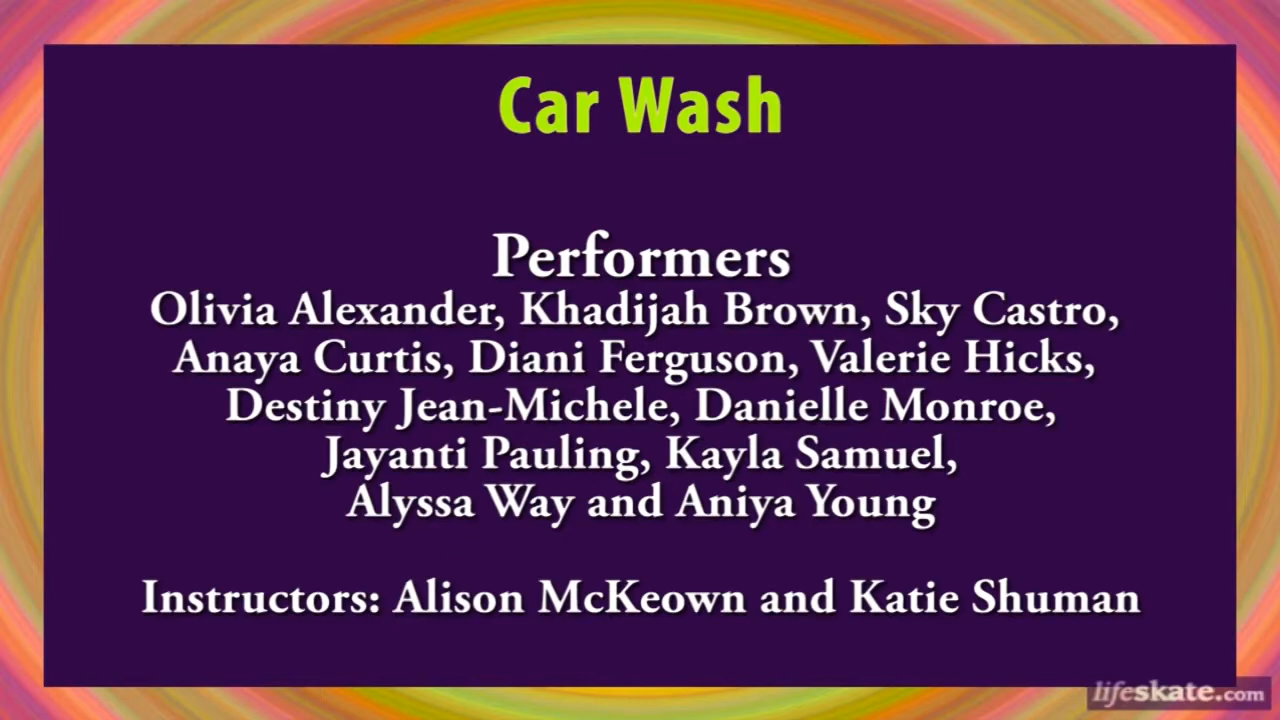 Car Wash
Performers
Olivia Alexander, Khadijah Brown, Sky Castro,
Anaya Curtis, Diani Ferguson, Valerie Hicks,
Destiny Jean-Michele, Danielle Monroe,
Jayanti Pauling, Kayla Samuel,
Alyssa Way and Aniya Young
Instructors: Alison McKeown and Katie Shuman
lifeskate.com